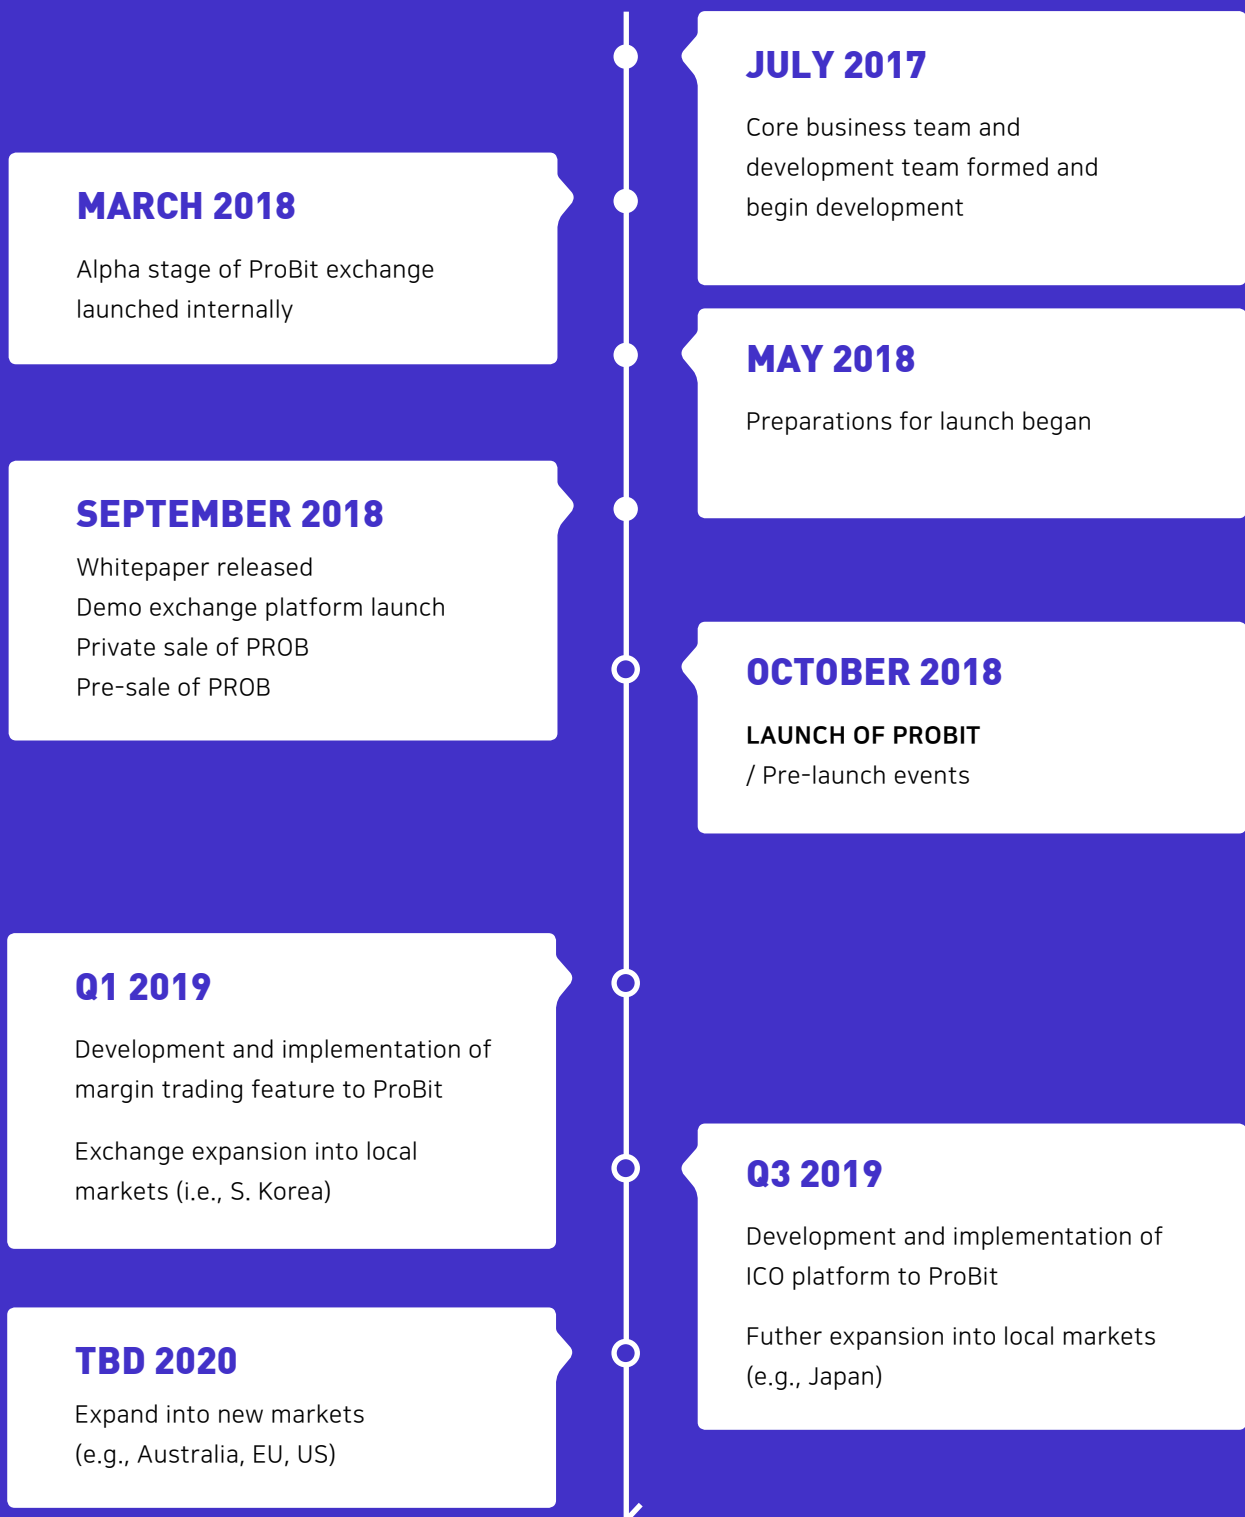 JULY 2017
Core business team and
development team formed and
begin development
MARCH 2018
Alpha stage of ProBit exchange
launched internally
MAY 2018
Preparations for launch began
SEPTEMBER 2018
Whitepaper released
Demo exchange platform launch
Private sale of PROB
Pre-sale of PROB
OCTOBER 2018
LAUNCH OF PROBIT
/ Pre-launch events
Q1 2019
Development and implementation of
margin trading feature to ProBit
Exchange expansion into local
markets (i.e., S. Korea)
Q3 2019
Development and implementation of
ICO platform to ProBit
Futher expansion into local markets
(e.g., Japan)
TBD 2020
Expand into new markets
(e.g., Australia, EU, US)